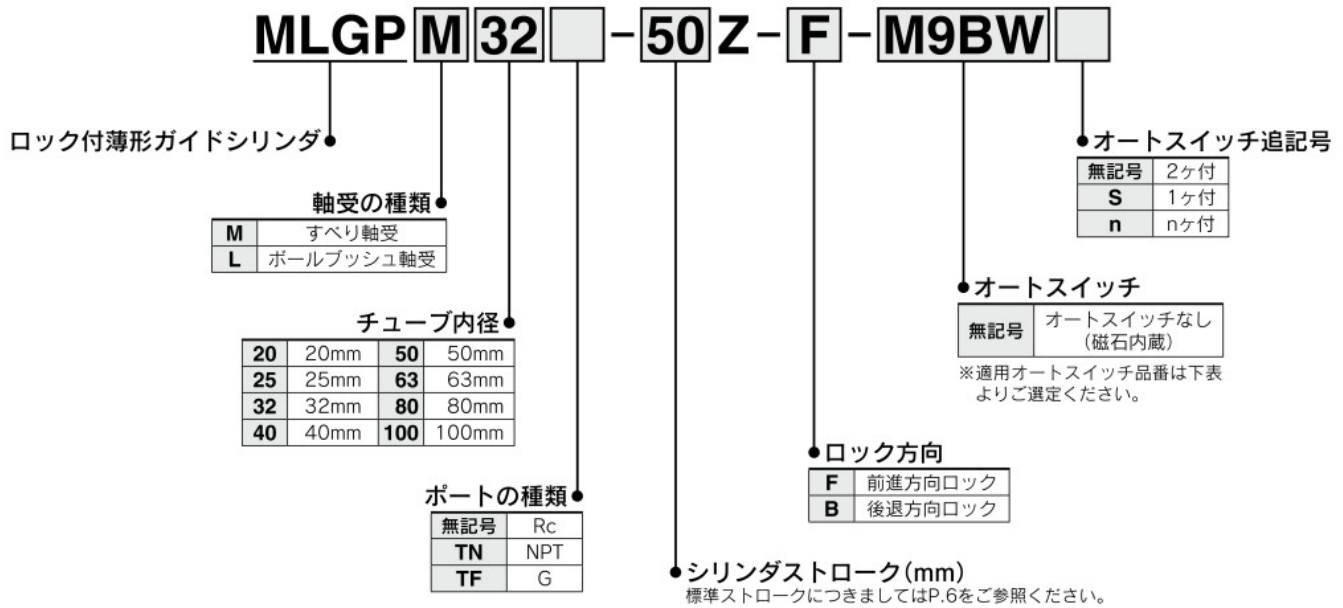 MLGP M 32 -50 Z-F-M9BW
ロック付薄形ガイドシリンダ
軸受の種類
M すべり軸受
L ボールブッシュ軸受
チューブ内径
20 20mm 50 50mm
25 25mm 63 63mm
32 32mm 80 80mm
40 40mm 100 100mm
ポートの種類
無記号 Rc
TN NPT
TF G
シリンダストローク(mm)
標準ストロークにつきましてはP.6をご参照ください。
ロック方向
F 前進方向ロック
B 後退方向ロック
オートスイッチ
無記号 オートスイッチなし
(磁石内蔵)
※適用オートスイッチ品番は下表
よりご選定ください。
オートスイッチ追記号
無記号 2ヶ付
S 1ヶ付
n nヶ付